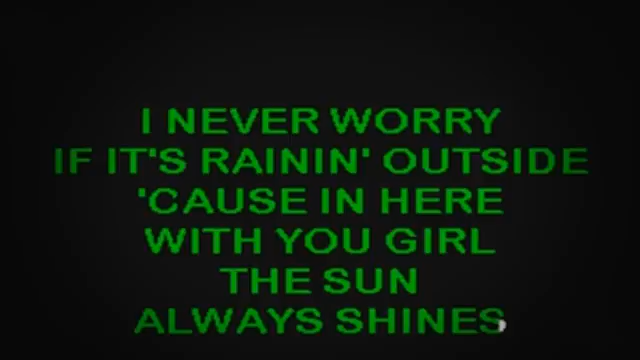 I NEVER WORRY
IF IT'S RAININ' OUTSIDE
'CAUSE IN HERE
WITH YOU GIRL
THE SUN
ALWAYS SHINES